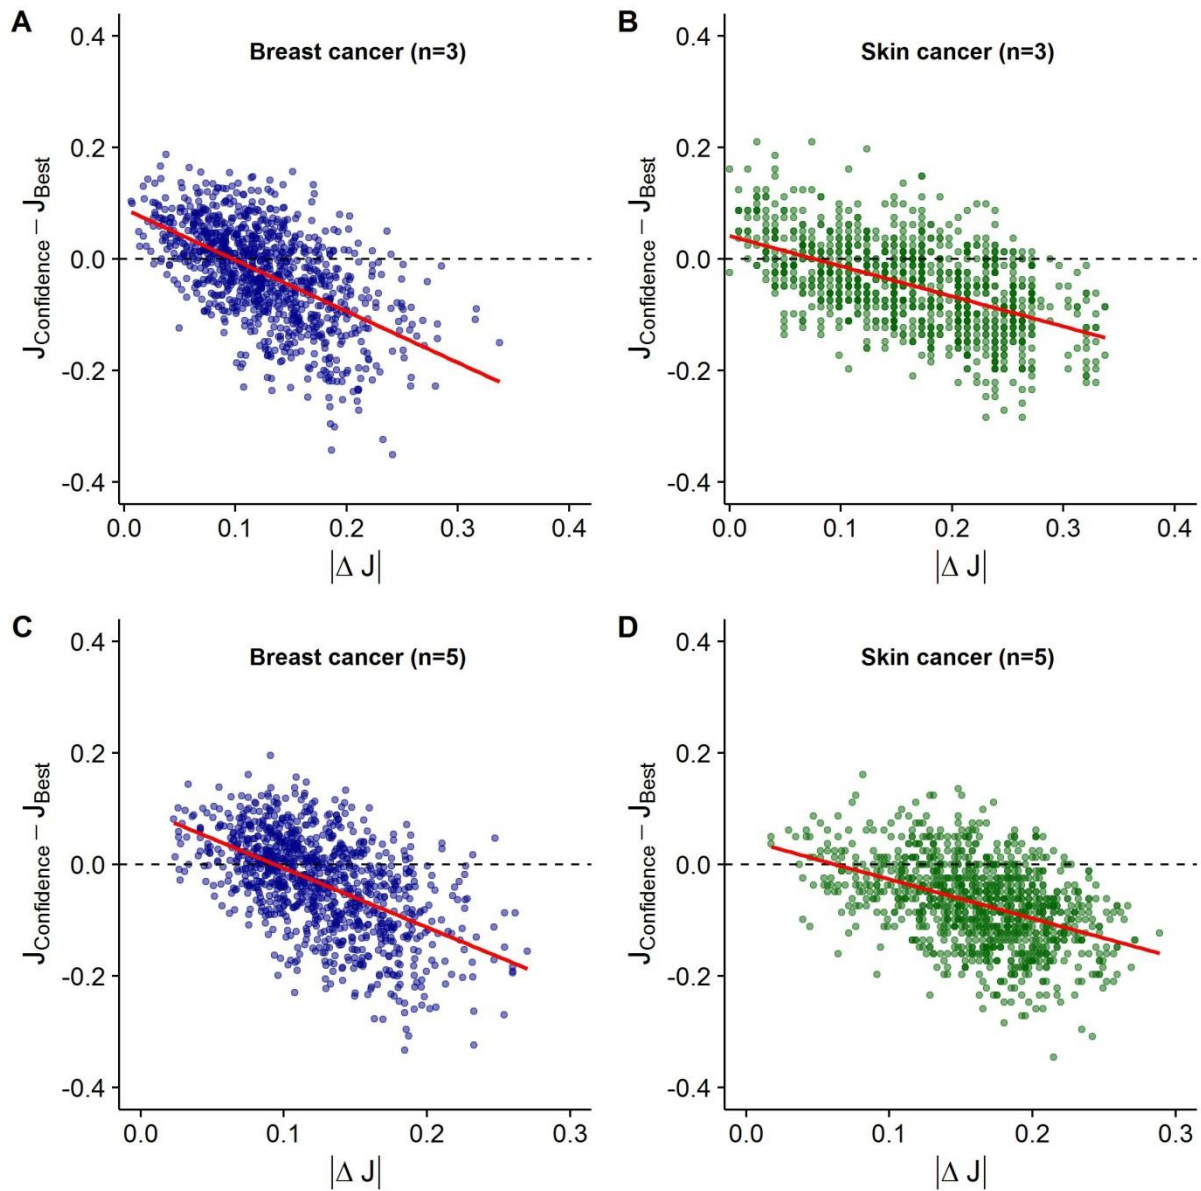 A
Breast cancer (n=3)
0.4
0.2
0.0
-0.2
-0.4
J_Confidence − J_Best
0.0 0.1 0.2 0.3 0.4
|Δ J|
B
Skin cancer (n=3)
0.4
0.2
0.0
-0.2
-0.4
J_Confidence − J_Best
0.0 0.1 0.2 0.3 0.4
|Δ J|
C
Breast cancer (n=5)
0.4
0.2
0.0
-0.2
-0.4
J_Confidence − J_Best
0.0 0.1 0.2 0.3
|Δ J|
D
Skin cancer (n=5)
0.4
0.2
0.0
-0.2
-0.4
J_Confidence − J_Best
0.0 0.1 0.2 0.3
|Δ J|